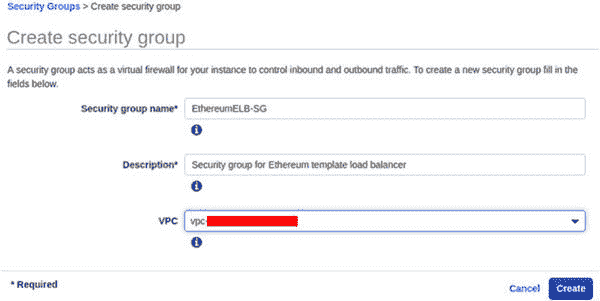 Security Groups > Create security group
Create security group
A security group acts as a virtual firewall for your instance to control inbound and outbound traffic. To create a new security group fill in the
fields below.
Security group name* EthereumELB-SG
Description* Security group for Ethereum template load balancer
VPC vpc-
* Required Cancel Create